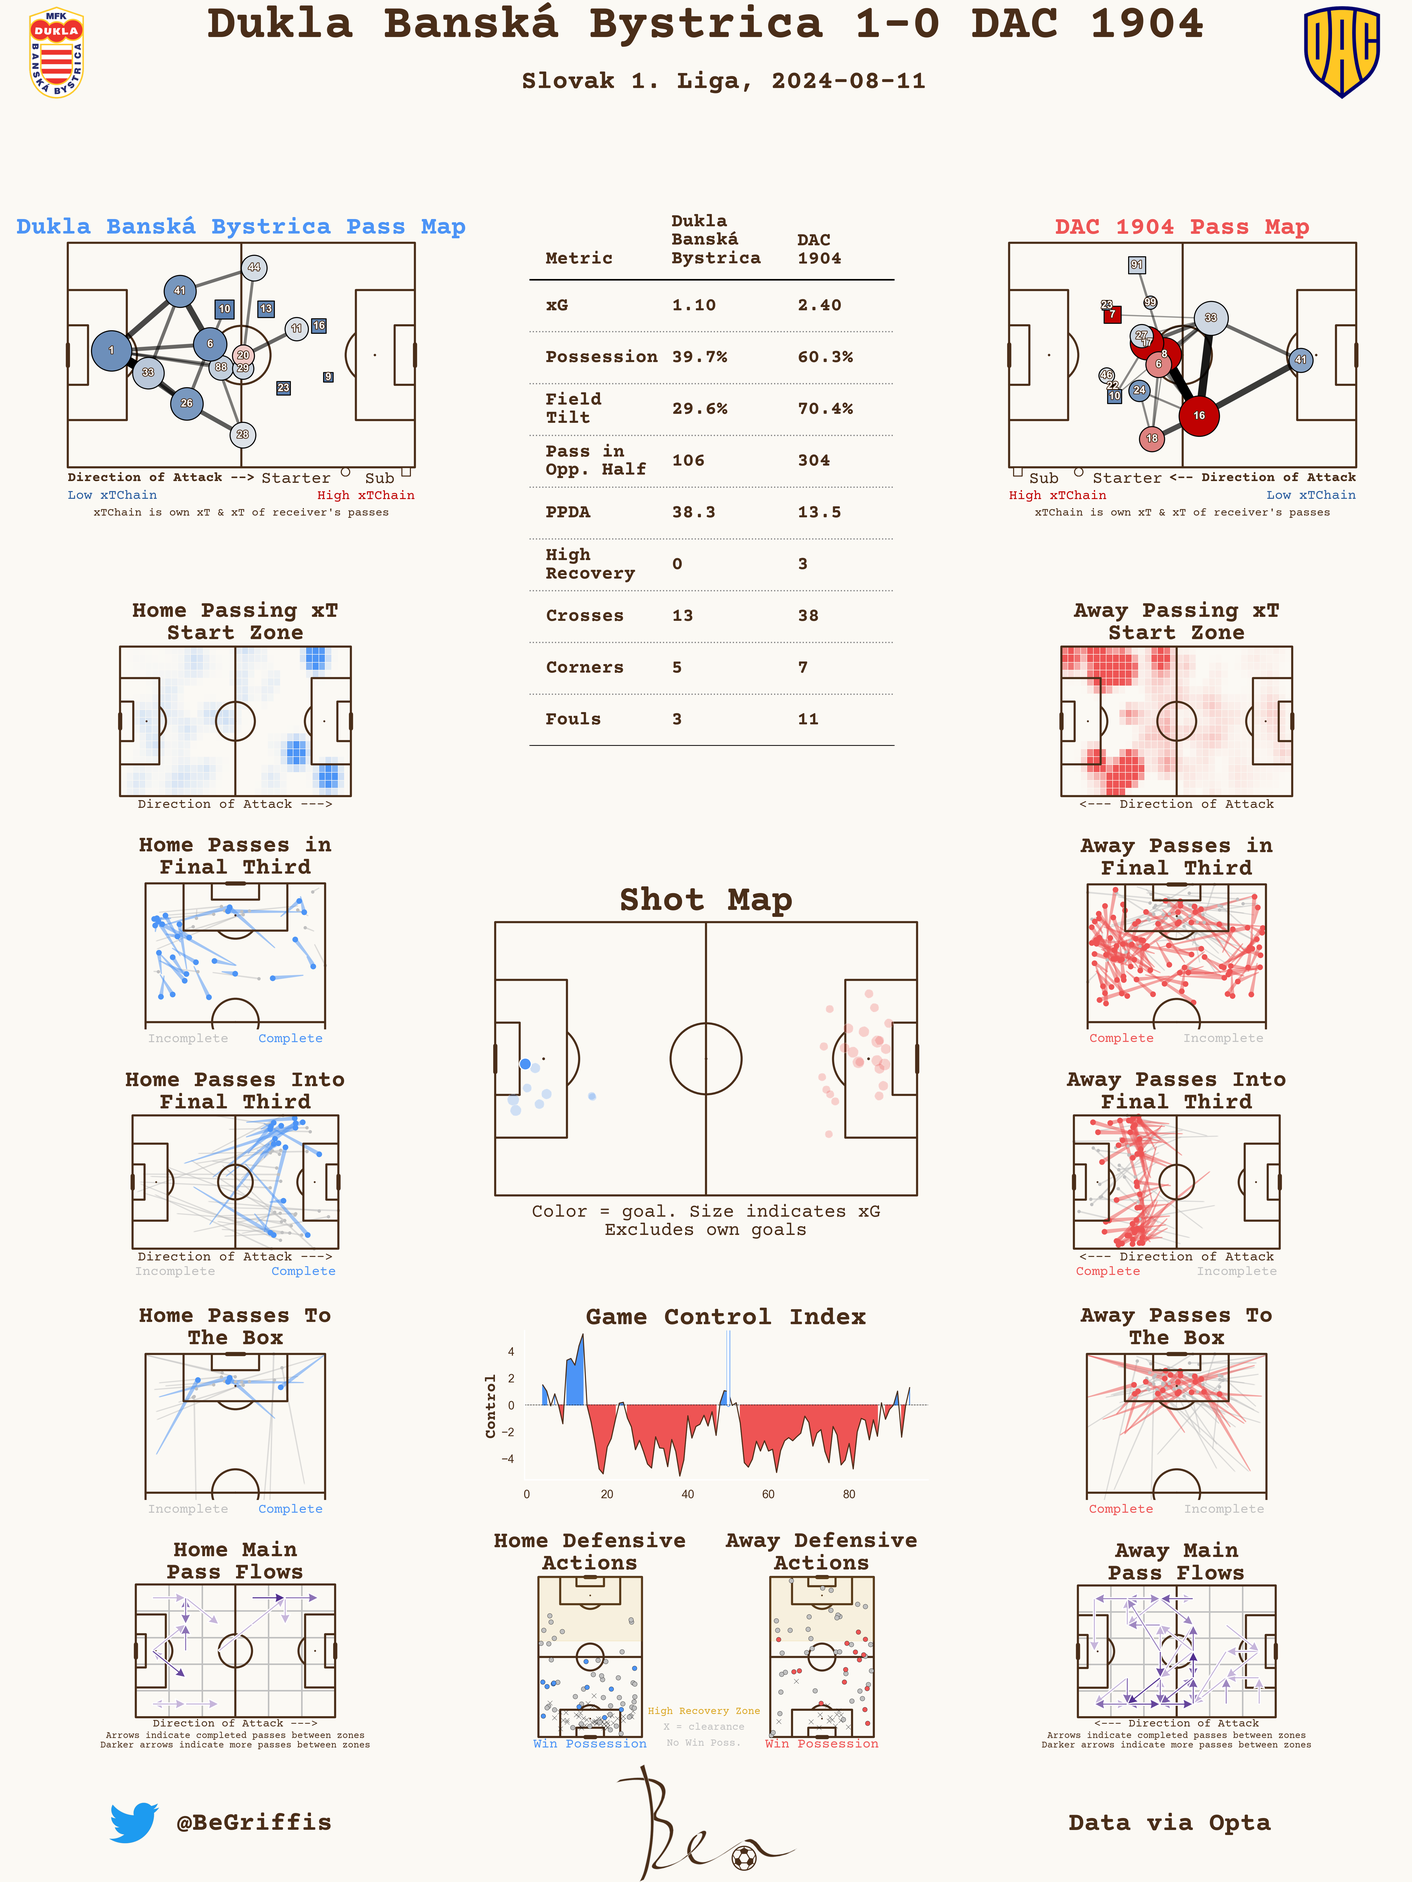 Dukla Banská Bystrica 1-0 DAC 1904
Slovak 1. Liga, 2024-08-11
MFK
DUKLA
BANSKÁ BYSTRICA
DAC
Dukla Banská Bystrica Pass Map
44
41
10
13
11
16
1
6
20
88
29
33
9
23
26
28
Direction of Attack --> Starter Sub
Low xTChain High xTChain
xTChain is own xT & xT of receiver's passes
Metric Dukla Banská Bystrica DAC 1904
xG 1.10 2.40
Possession 39.7% 60.3%
Field Tilt 29.6% 70.4%
Pass in Opp. Half 106 304
PPDA 38.3 13.5
High Recovery 0 3
Crosses 13 38
Corners 5 7
Fouls 3 11
DAC 1904 Pass Map
91
23
99
7
33
27
17
8
6
41
46
22
10
24
16
18
Sub Starter <-- Direction of Attack
High xTChain Low xTChain
xTChain is own xT & xT of receiver's passes
Home Passing xT
Start Zone
Direction of Attack --->
Away Passing xT
Start Zone
<--- Direction of Attack
Home Passes in
Final Third
Incomplete Complete
Away Passes in
Final Third
Complete Incomplete
Shot Map
Color = goal. Size indicates xG
Excludes own goals
Home Passes Into
Final Third
Direction of Attack --->
Incomplete Complete
Away Passes Into
Final Third
<--- Direction of Attack
Complete Incomplete
Home Passes To
The Box
Incomplete Complete
Game Control Index
Control
4
2
0
−2
−4
0 20 40 60 80
Away Passes To
The Box
Complete Incomplete
Home Main
Pass Flows
Direction of Attack --->
Arrows indicate completed passes between zones
Darker arrows indicate more passes between zones
Home Defensive
Actions
Win Possession
Away Defensive
Actions
Win Possession
High Recovery Zone
X = clearance
No Win Poss.
Away Main
Pass Flows
<--- Direction of Attack
Arrows indicate completed passes between zones
Darker arrows indicate more passes between zones
@BeGriffis
Ben
Data via Opta